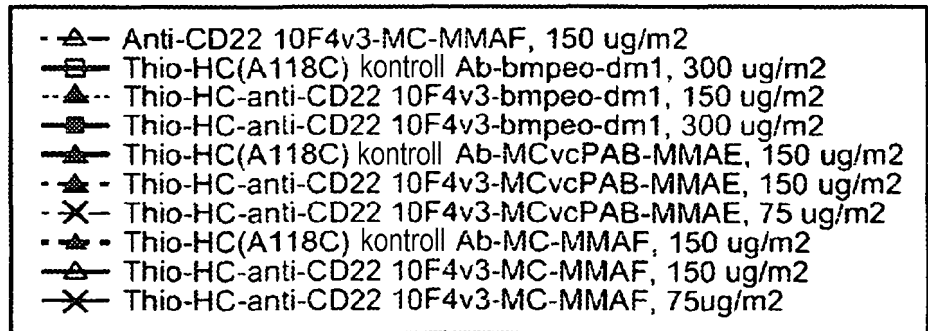 Anti-CD22 10F4v3-MC-MMAF, 150 ug/m2
Thio-HC(A118C) kontroll Ab-bmpeo-dm1, 300 ug/m2
Thio-HC-anti-CD22 10F4v3-bmpeo-dm1, 150 ug/m2
Thio-HC-anti-CD22 10F4v3-bmpeo-dm1, 300 ug/m2
Thio-HC(A118C) kontroll Ab-MCvcPAB-MMAE, 150 ug/m2
Thio-HC-anti-CD22 10F4v3-MCvcPAB-MMAE, 150 ug/m2
Thio-HC-anti-CD22 10F4v3-MCvcPAB-MMAE, 75 ug/m2
Thio-HC(A118C) kontroll Ab-MC-MMAF, 150 ug/m2
Thio-HC-anti-CD22 10F4v3-MC-MMAF, 150 ug/m2
Thio-HC-anti-CD22 10F4v3-MC-MMAF, 75ug/m2